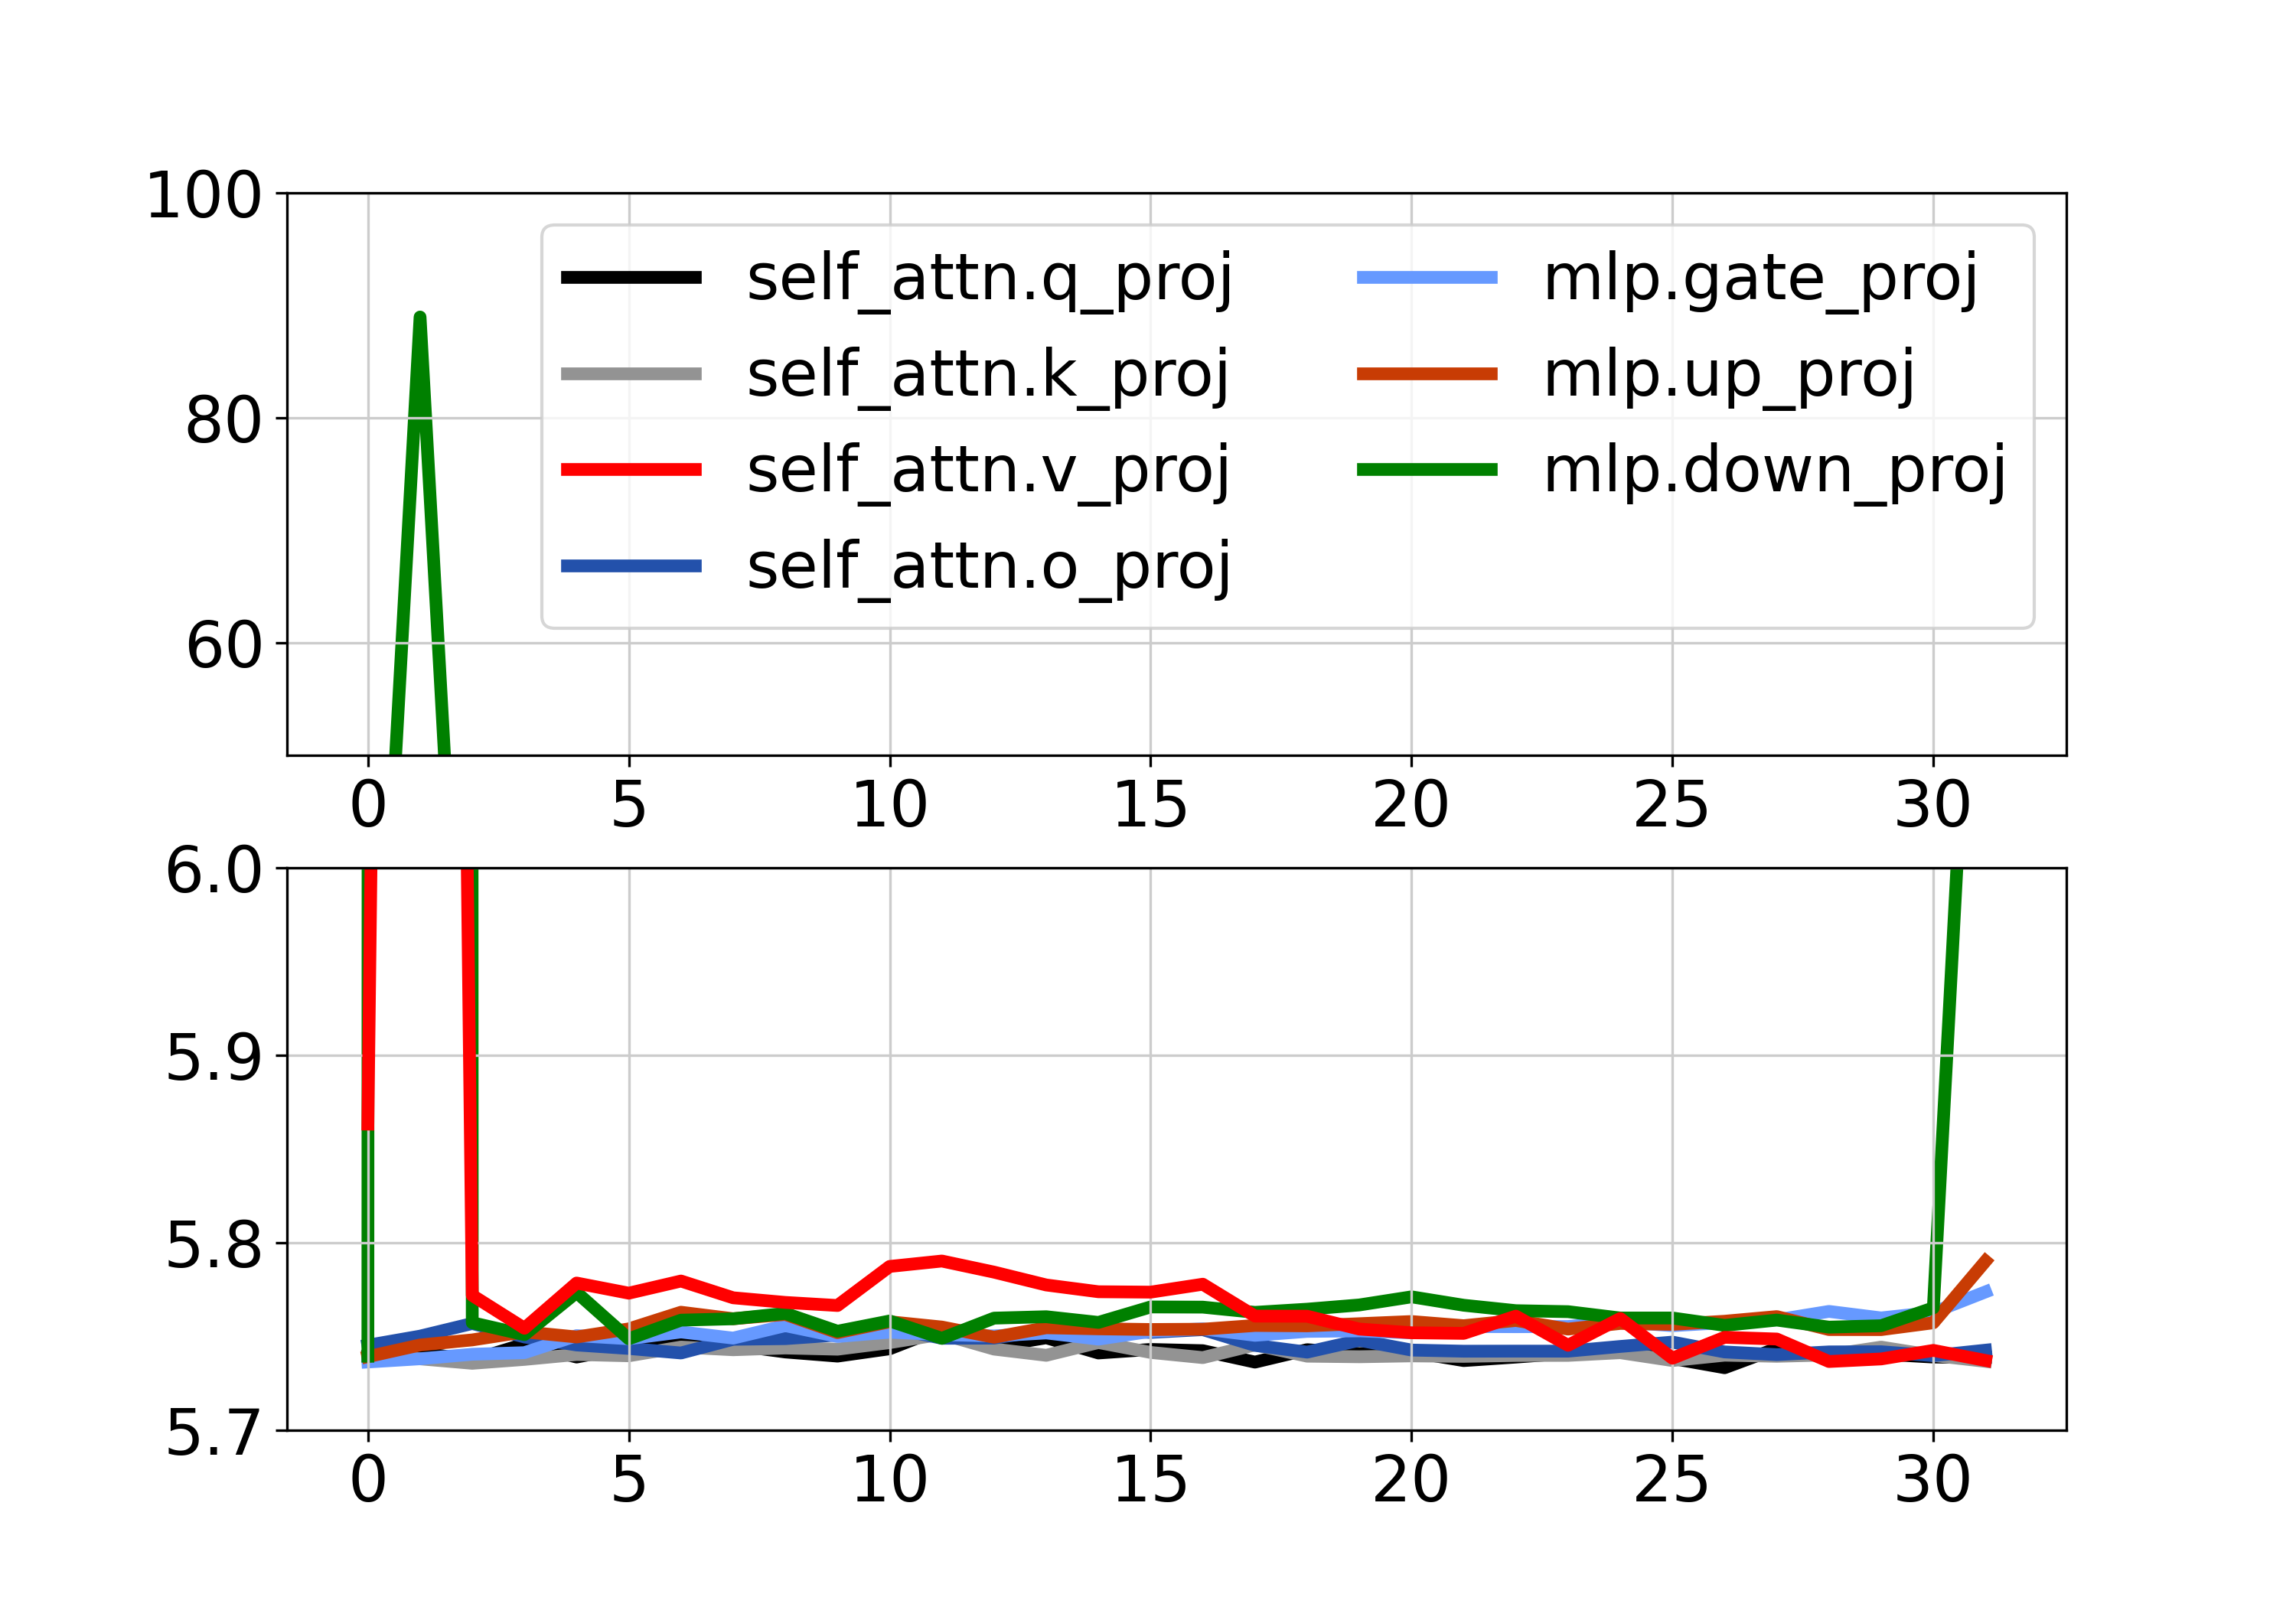 100
80
60
self_attn.q_proj
self_attn.k_proj
self_attn.v_proj
self_attn.o_proj
mlp.gate_proj
mlp.up_proj
mlp.down_proj
0 5 10 15 20 25 30
6.0
5.9
5.8
5.7
0 5 10 15 20 25 30